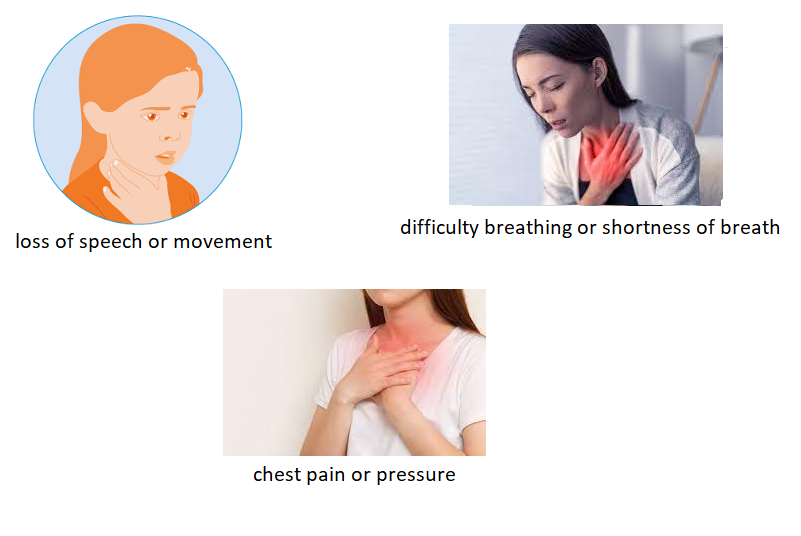 loss of speech or movement
difficulty breathing or shortness of breath
chest pain or pressure